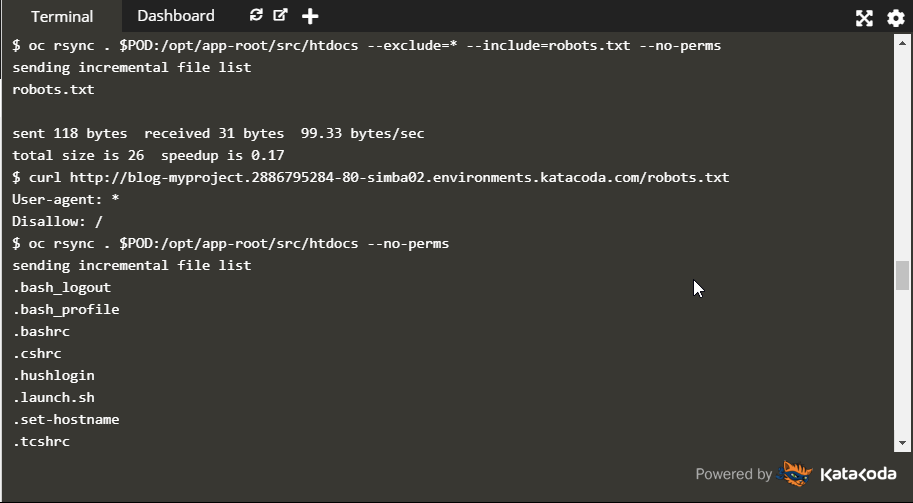 Terminal
Dashboard
$ oc rsync . $POD:/opt/app-root/src/htdocs --exclude=* --include=robots.txt --no-perms
sending incremental file list
robots.txt
sent 118 bytes  received 31 bytes  99.33 bytes/sec
total size is 26  speedup is 0.17
$ curl http://blog-myproject.2886795284-80-simba02.environments.katacoda.com/robots.txt
User-agent: *
Disallow: /
$ oc rsync . $POD:/opt/app-root/src/htdocs --no-perms
sending incremental file list
.bash_logout
.bash_profile
.bashrc
.cshrc
.hushlogin
.launch.sh
.set-hostname
.tcshrc
Powered by Katacoda